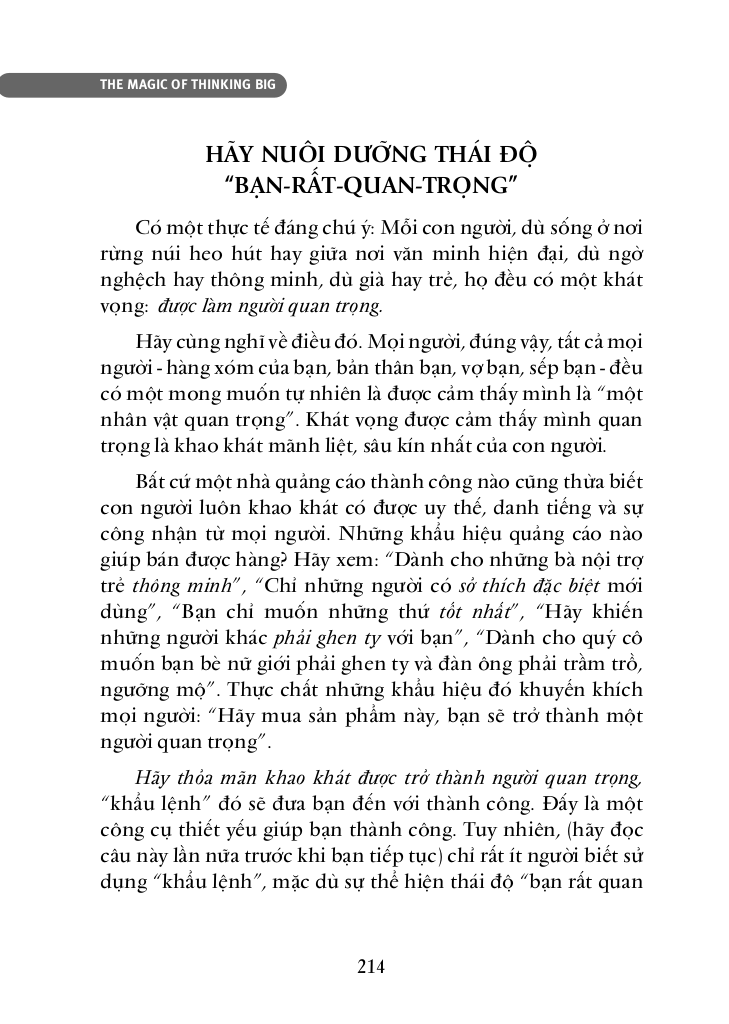 THE MAGIC OF THINKING BIG
HÃY NUÔI DƯỠNG THÁI ĐỘ
“BẠN-RẤT-QUAN-TRỌNG”
Có một thực tế đáng chú ý: Mỗi con người, dù sống ở nơi
rừng núi heo hút hay giữa nơi văn minh hiện đại, dù ngờ
nghệch hay thông minh, dù già hay trẻ, họ đều có một khát
vọng: được làm người quan trọng.
Hãy cùng nghĩ về điều đó. Mọi người, đúng vậy, tất cả mọi
người - hàng xóm của bạn, bản thân bạn, vợ bạn, sếp bạn - đều
có một mong muốn tự nhiên là được cảm thấy mình là “một
nhân vật quan trọng”. Khát vọng được cảm thấy mình quan
trọng là khao khát mãnh liệt, sâu kín nhất của con người.
Bất cứ một nhà quảng cáo thành công nào cũng thừa biết
con người luôn khao khát có được uy thế, danh tiếng và sự
công nhận từ mọi người. Những khẩu hiệu quảng cáo nào
giúp bán được hàng? Hãy xem: “Dành cho những bà nội trợ
trẻ thông minh”, “Chỉ những người có sở thích đặc biệt mới
dùng”, “Bạn chỉ muốn những thứ tốt nhất”, “Hãy khiến
những người khác phải ghen tỵ với bạn”, “Dành cho quý cô
muốn bạn bè nữ giới phải ghen tỵ và đàn ông phải trầm trồ,
ngưỡng mộ”. Thực chất những khẩu hiệu đó khuyến khích
mọi người: “Hãy mua sản phẩm này, bạn sẽ trở thành một
người quan trọng”.
Hãy thỏa mãn khao khát được trở thành người quan trọng,
“khẩu lệnh” đó sẽ đưa bạn đến với thành công. Đấy là một
công cụ thiết yếu giúp bạn thành công. Tuy nhiên, (hãy đọc
câu này lần nữa trước khi bạn tiếp tục) chỉ rất ít người biết sử
dụng “khẩu lệnh”, mặc dù sự thể hiện thái độ “bạn rất quan
214